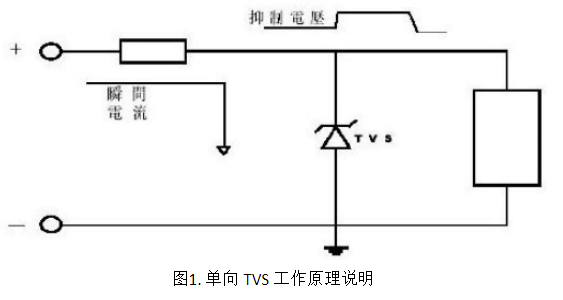 抑制電壓
+
瞬間
電流
TVS
—
图1. 单向 TVS 工作原理说明